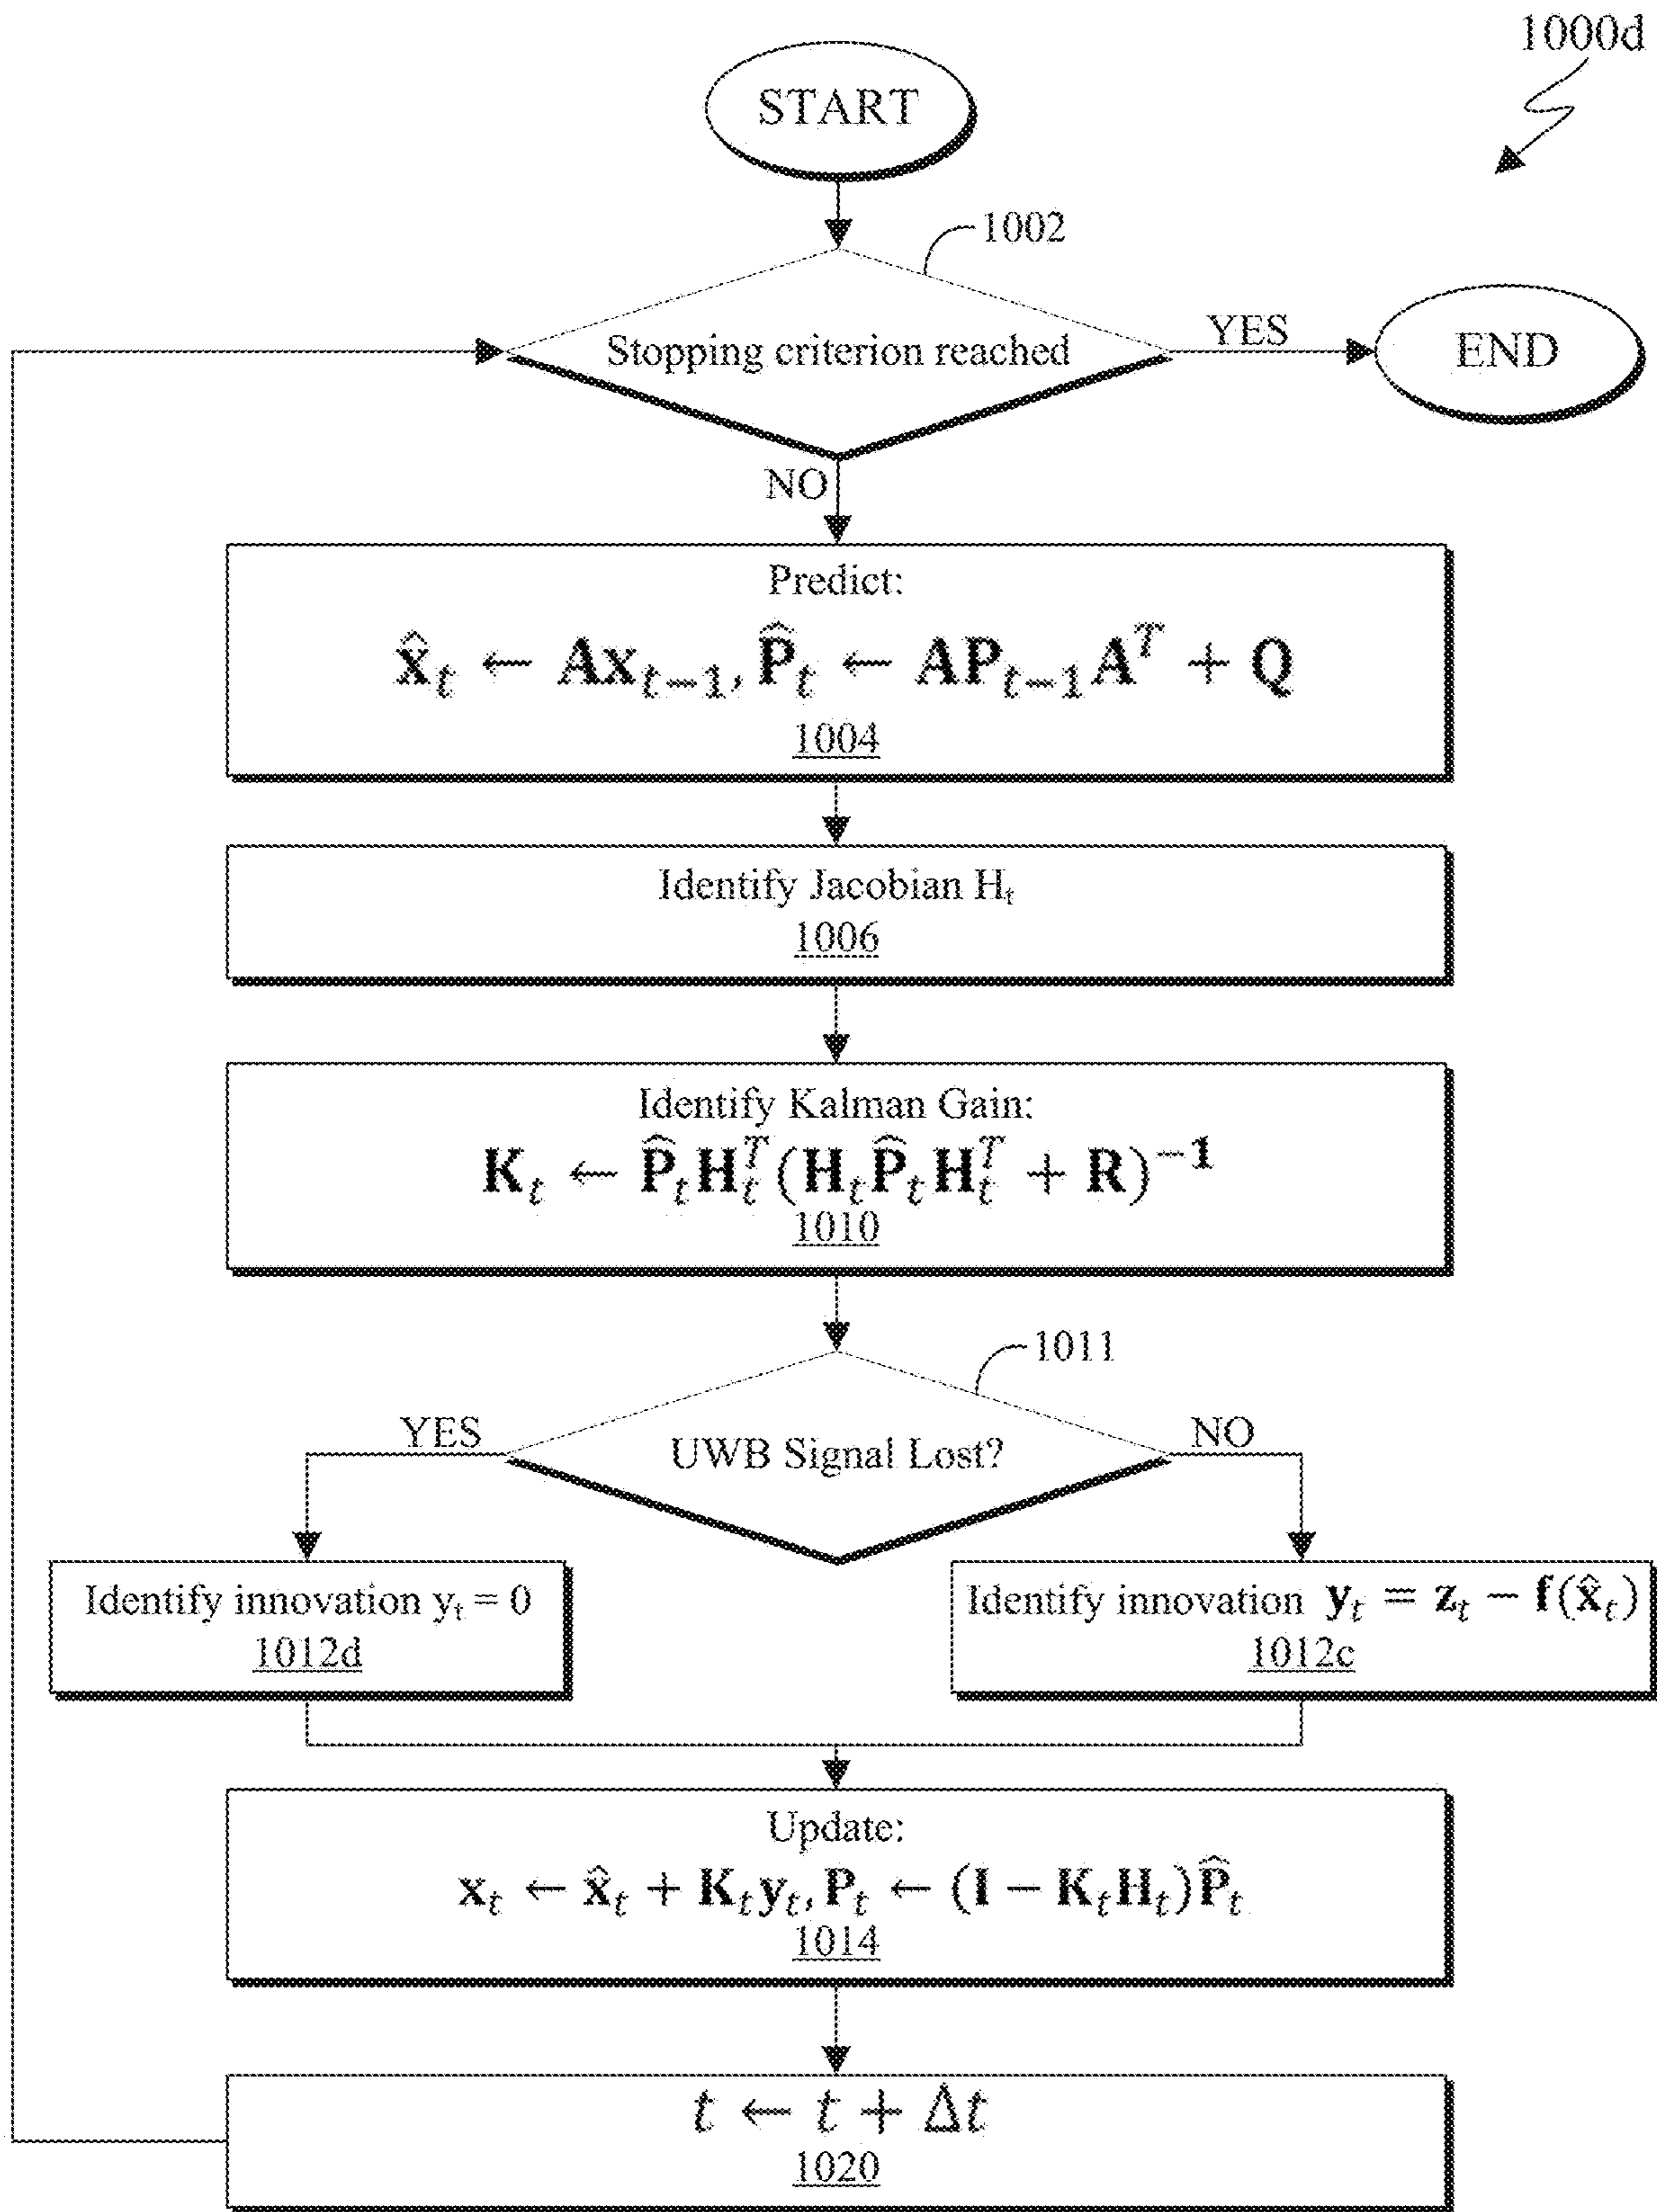 1000d
START
1002
Stopping criterion reached
YES
END
NO
Predict:
x̂_t ← Ax_{t−1}, P̂_t ← AP_{t−1}A^T + Q
1004
Identify Jacobian H_t
1006
Identify Kalman Gain:
K_t ← P̂_t H_t^T (H_t P̂_t H_t^T + R)^{−1}
1010
1011
YES
UWB Signal Lost?
NO
Identify innovation y_t = 0
1012d
Identify innovation y_t = z_t − f(x̂_t)
1012c
Update:
x_t ← x̂_t + K_t y_t, P_t ← (I − K_t H_t)P̂_t
1014
t ← t + Δt
1020